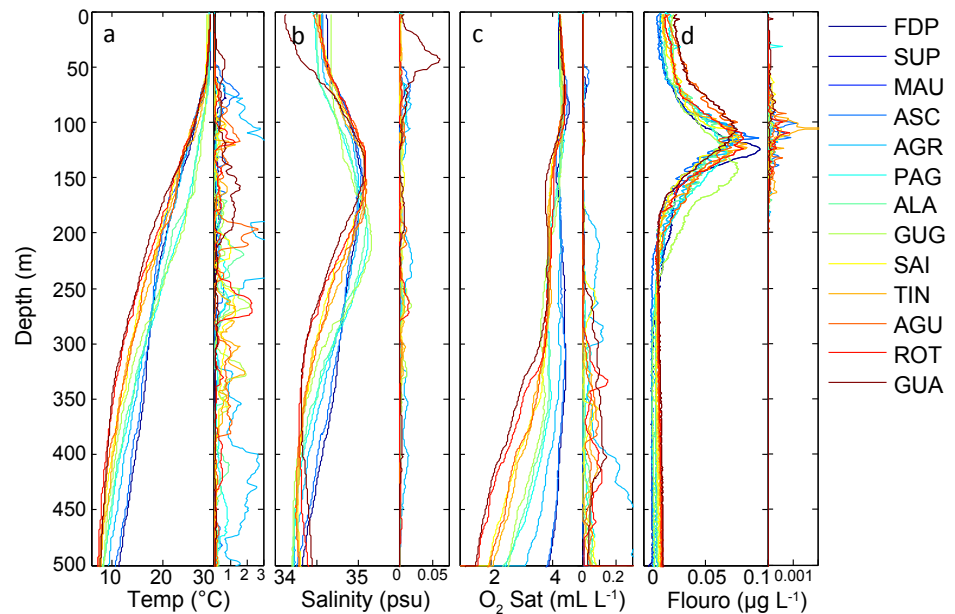 a
b
c
d
0
50
100
150
200
250
300
350
400
450
500
Depth (m)
10 20 30 1 2 3
34 35 0 0.05
2 4 0 0.2
0 0.05 0.1 0.001
Temp (°C)
Salinity (psu)
O2 Sat (mL L-1)
Flouro (µg L-1)
FDP
SUP
MAU
ASC
AGR
PAG
ALA
GUG
SAI
TIN
AGU
ROT
GUA